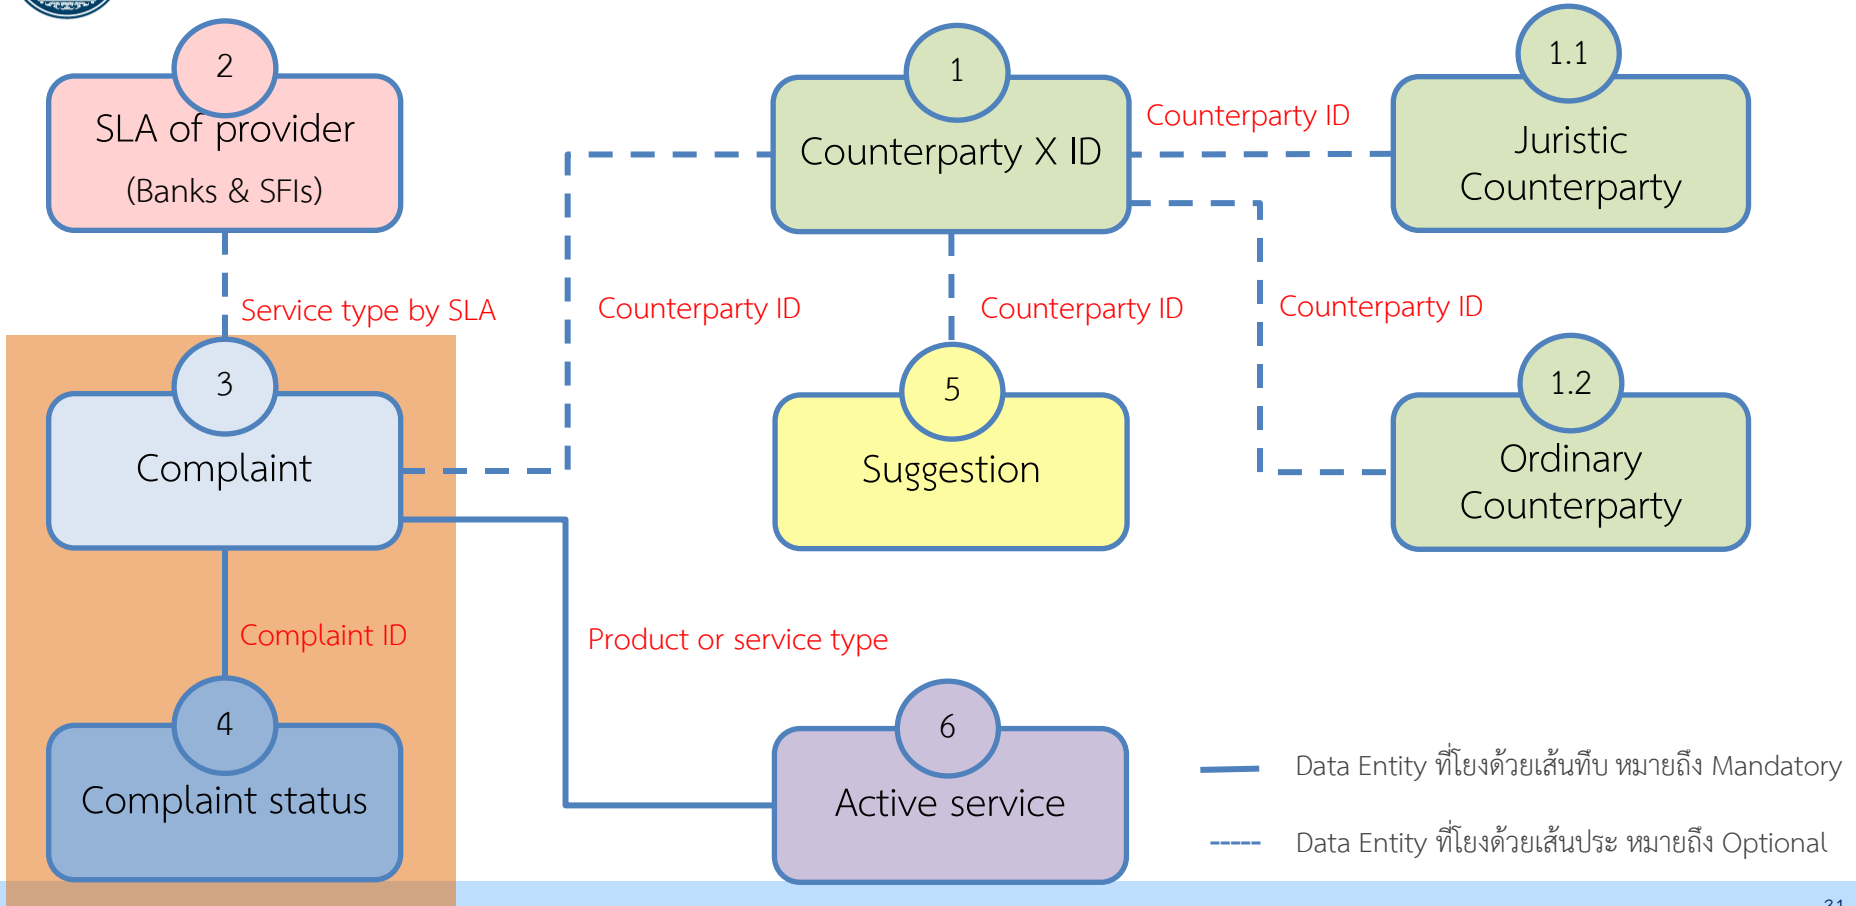 2
SLA of provider
(Banks & SFIs)
1
Counterparty X ID
Counterparty ID
1.1
Juristic
Counterparty
Service type by SLA
Counterparty ID
Counterparty ID
Counterparty ID
3
Complaint
5
Suggestion
1.2
Ordinary
Counterparty
Complaint ID
Product or service type
4
Complaint status
6
Active service
Data Entity ที่โยงด้วยเส้นทึบ หมายถึง Mandatory
Data Entity ที่โยงด้วยเส้นประ หมายถึง Optional